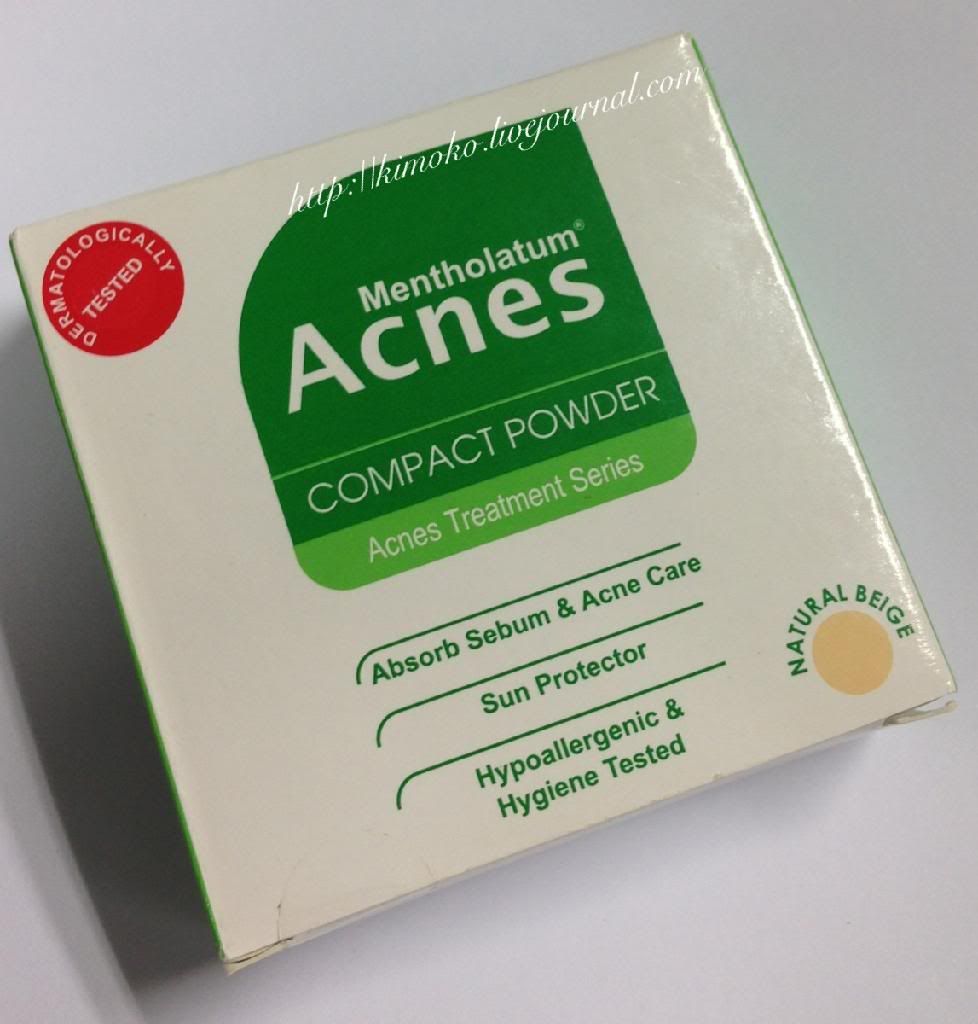 http://kimoko.livejournal.com
DERMATOLOGICALLY
TESTED
Mentholatum®
Acnes
COMPACT POWDER
Acnes Treatment Series
Absorb Sebum & Acne Care
Sun Protector
Hypoallergenic &
Hygiene Tested
NATURAL BEIGE